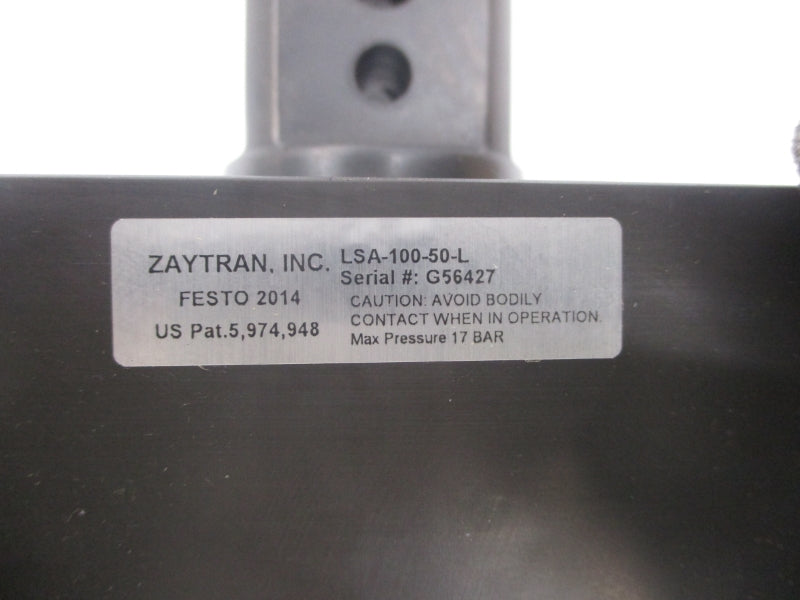 ZAYTRAN, INC.
FESTO 2014
US Pat.5,974,948
LSA-100-50-L
Serial #: G56427
CAUTION: AVOID BODILY
CONTACT WHEN IN OPERATION.
Max Pressure 17 BAR